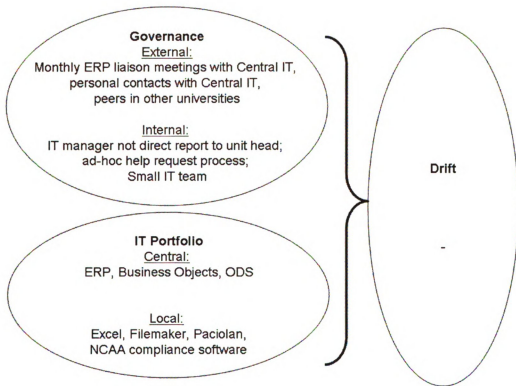 Governance
External:
Monthly ERP liaison meetings with Central IT,
personal contacts with Central IT,
peers in other universities
Internal:
IT manager not direct report to unit head;
ad-hoc help request process;
Small IT team
IT Portfolio
Central:
ERP, Business Objects, ODS
Local:
Excel, Filemaker, Paciolan,
NCAA compliance software
Drift
-